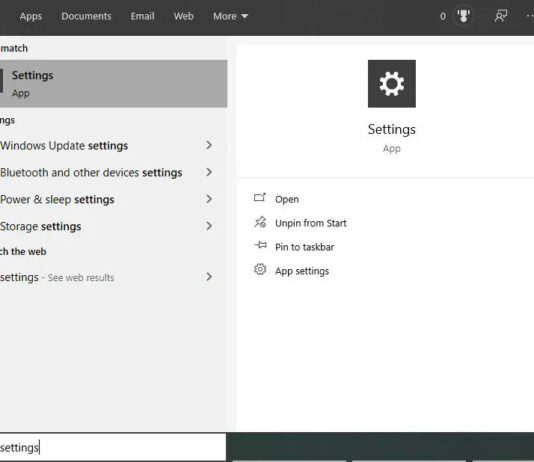 Apps Documents Email Web More 0
match
Settings
App
ngs
Windows Update settings
Bluetooth and other devices settings
Power & sleep settings
Storage settings
ch the web
settings - See web results
Settings
App
Open
Unpin from Start
Pin to taskbar
App settings
settings